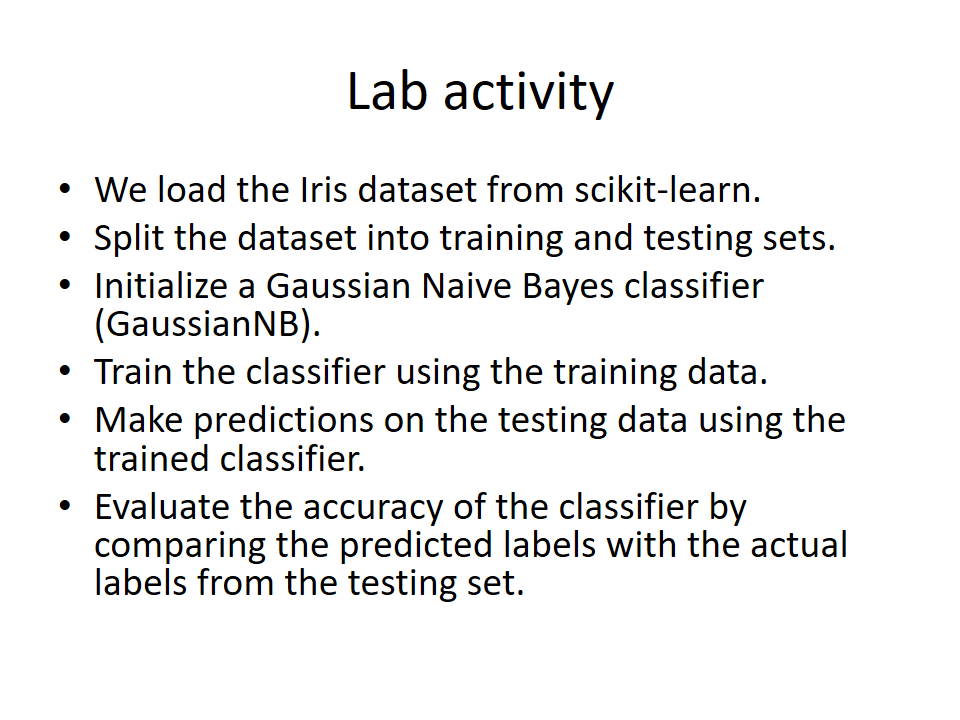 Lab activity
• We load the Iris dataset from scikit-learn.
• Split the dataset into training and testing sets.
• Initialize a Gaussian Naive Bayes classifier
(GaussianNB).
• Train the classifier using the training data.
• Make predictions on the testing data using the
trained classifier.
• Evaluate the accuracy of the classifier by
comparing the predicted labels with the actual
labels from the testing set.